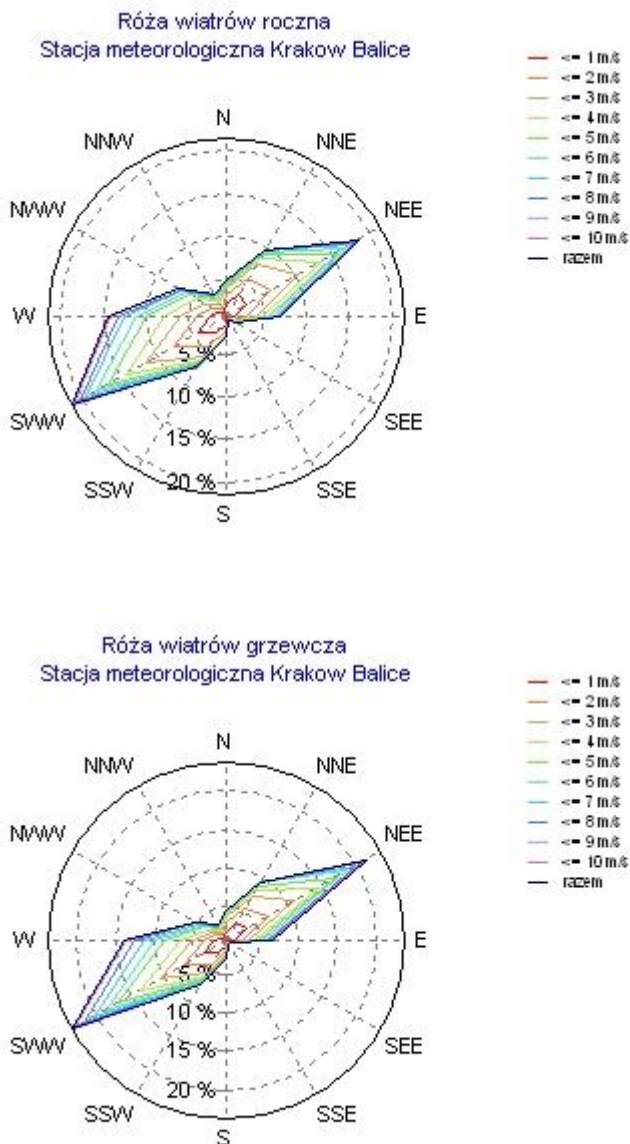 Róża wiatrów roczna
Stacja meteorologiczna Krakow Balice
<= 1 m/s
<= 2 m/s
<= 3 m/s
<= 4 m/s
<= 5 m/s
<= 6 m/s
<= 7 m/s
<= 8 m/s
<= 9 m/s
<= 10 m/s
razem
N
NNW
NNE
NWW
NEE
W
E
5 %
10 %
15 %
20 %
SWW
SEE
SSW
SSE
S
Róża wiatrów grzewcza
Stacja meteorologiczna Krakow Balice
<= 1 m/s
<= 2 m/s
<= 3 m/s
<= 4 m/s
<= 5 m/s
<= 6 m/s
<= 7 m/s
<= 8 m/s
<= 9 m/s
<= 10 m/s
razem
N
NNW
NNE
NWW
NEE
W
E
5 %
10 %
15 %
20 %
SWW
SEE
SSW
SSE
S